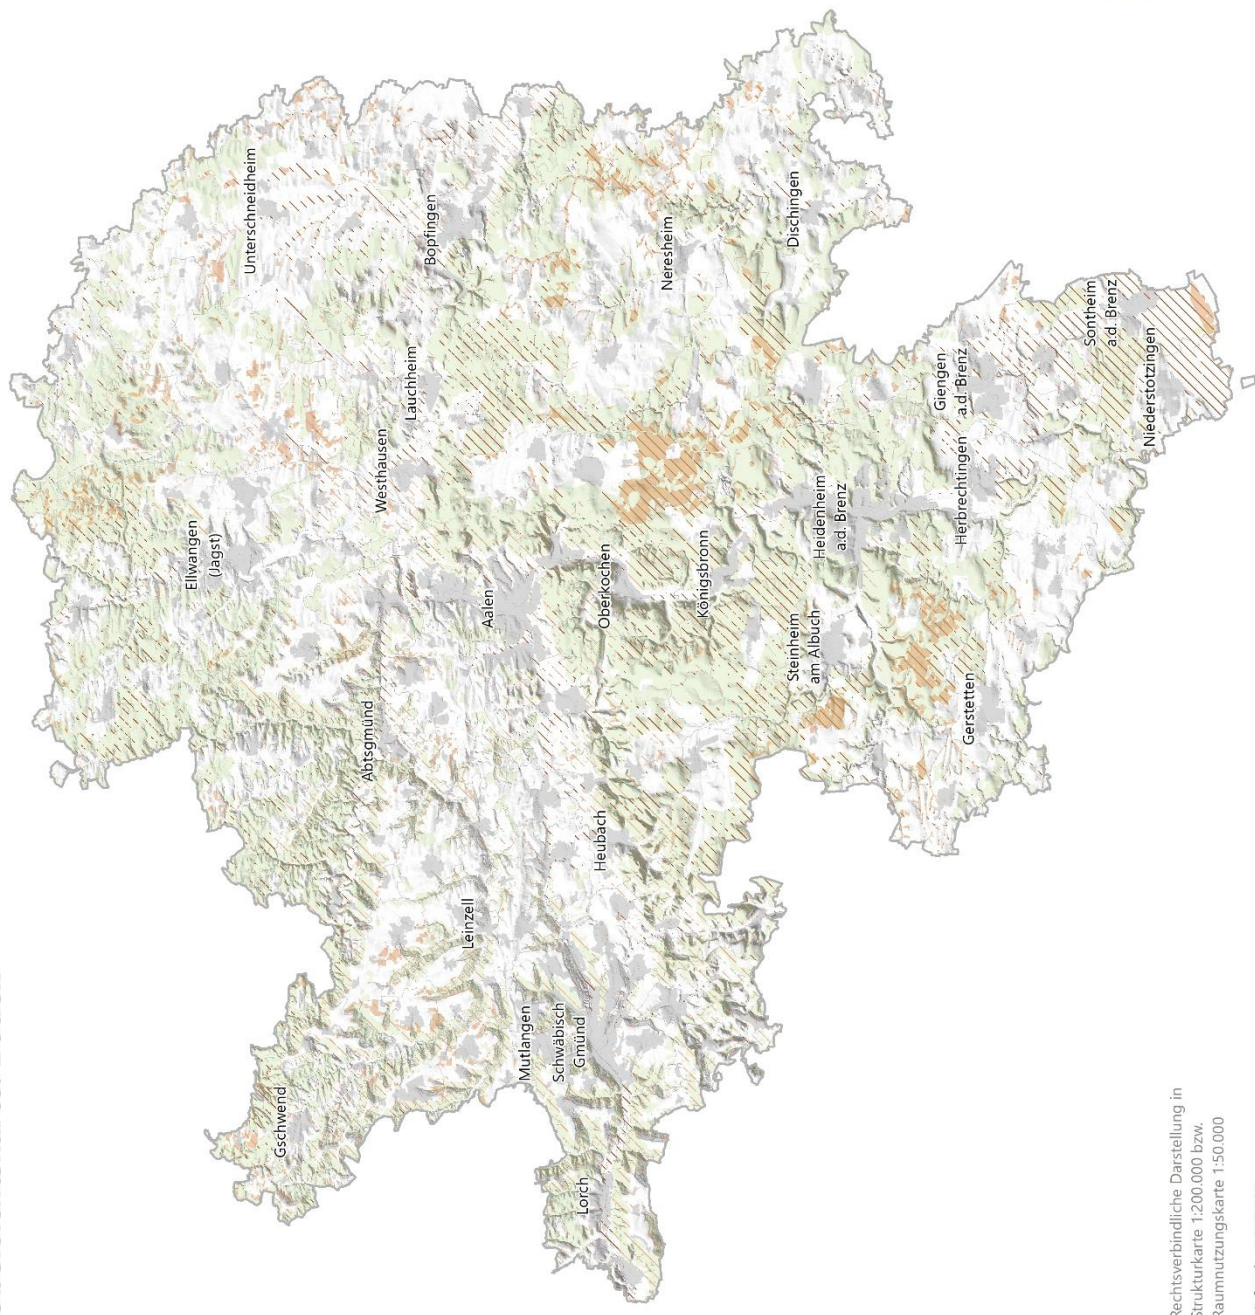 Gschwend
Lorch
Mutlangen
Schwäbisch
Gmünd
Leinzell
Heubach
Abtsgmünd
Ellwangen
(Jagst)
Aalen
Westhausen
Lauchheim
Unterschneidheim
Bopfingen
Oberkochen
Königsbronn
Neresheim
Dischingen
Steinheim
am Albuch
Heidenheim
a.d. Brenz
Gerstetten
Herbrechtingen
Giengen
a.d. Brenz
Sontheim
a.d. Brenz
Niederstotzingen
Rechtsverbindliche Darstellung in
Strukturkarte 1:200.000 bzw.
Raumnutzungskarte 1:50.000